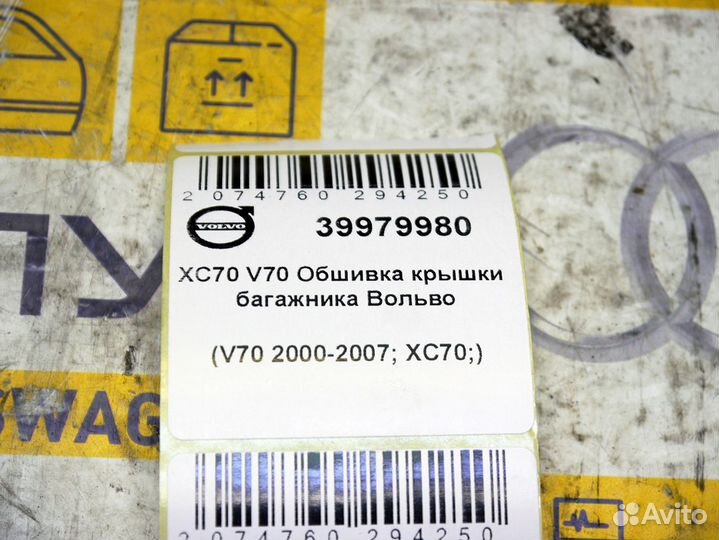 2 074760 294250
VOLVO
39979980
XC70 V70 Обшивка крышки
багажника Вольво
(V70 2000-2007; XC70;)
SWAG
2 074760 294250
Avito